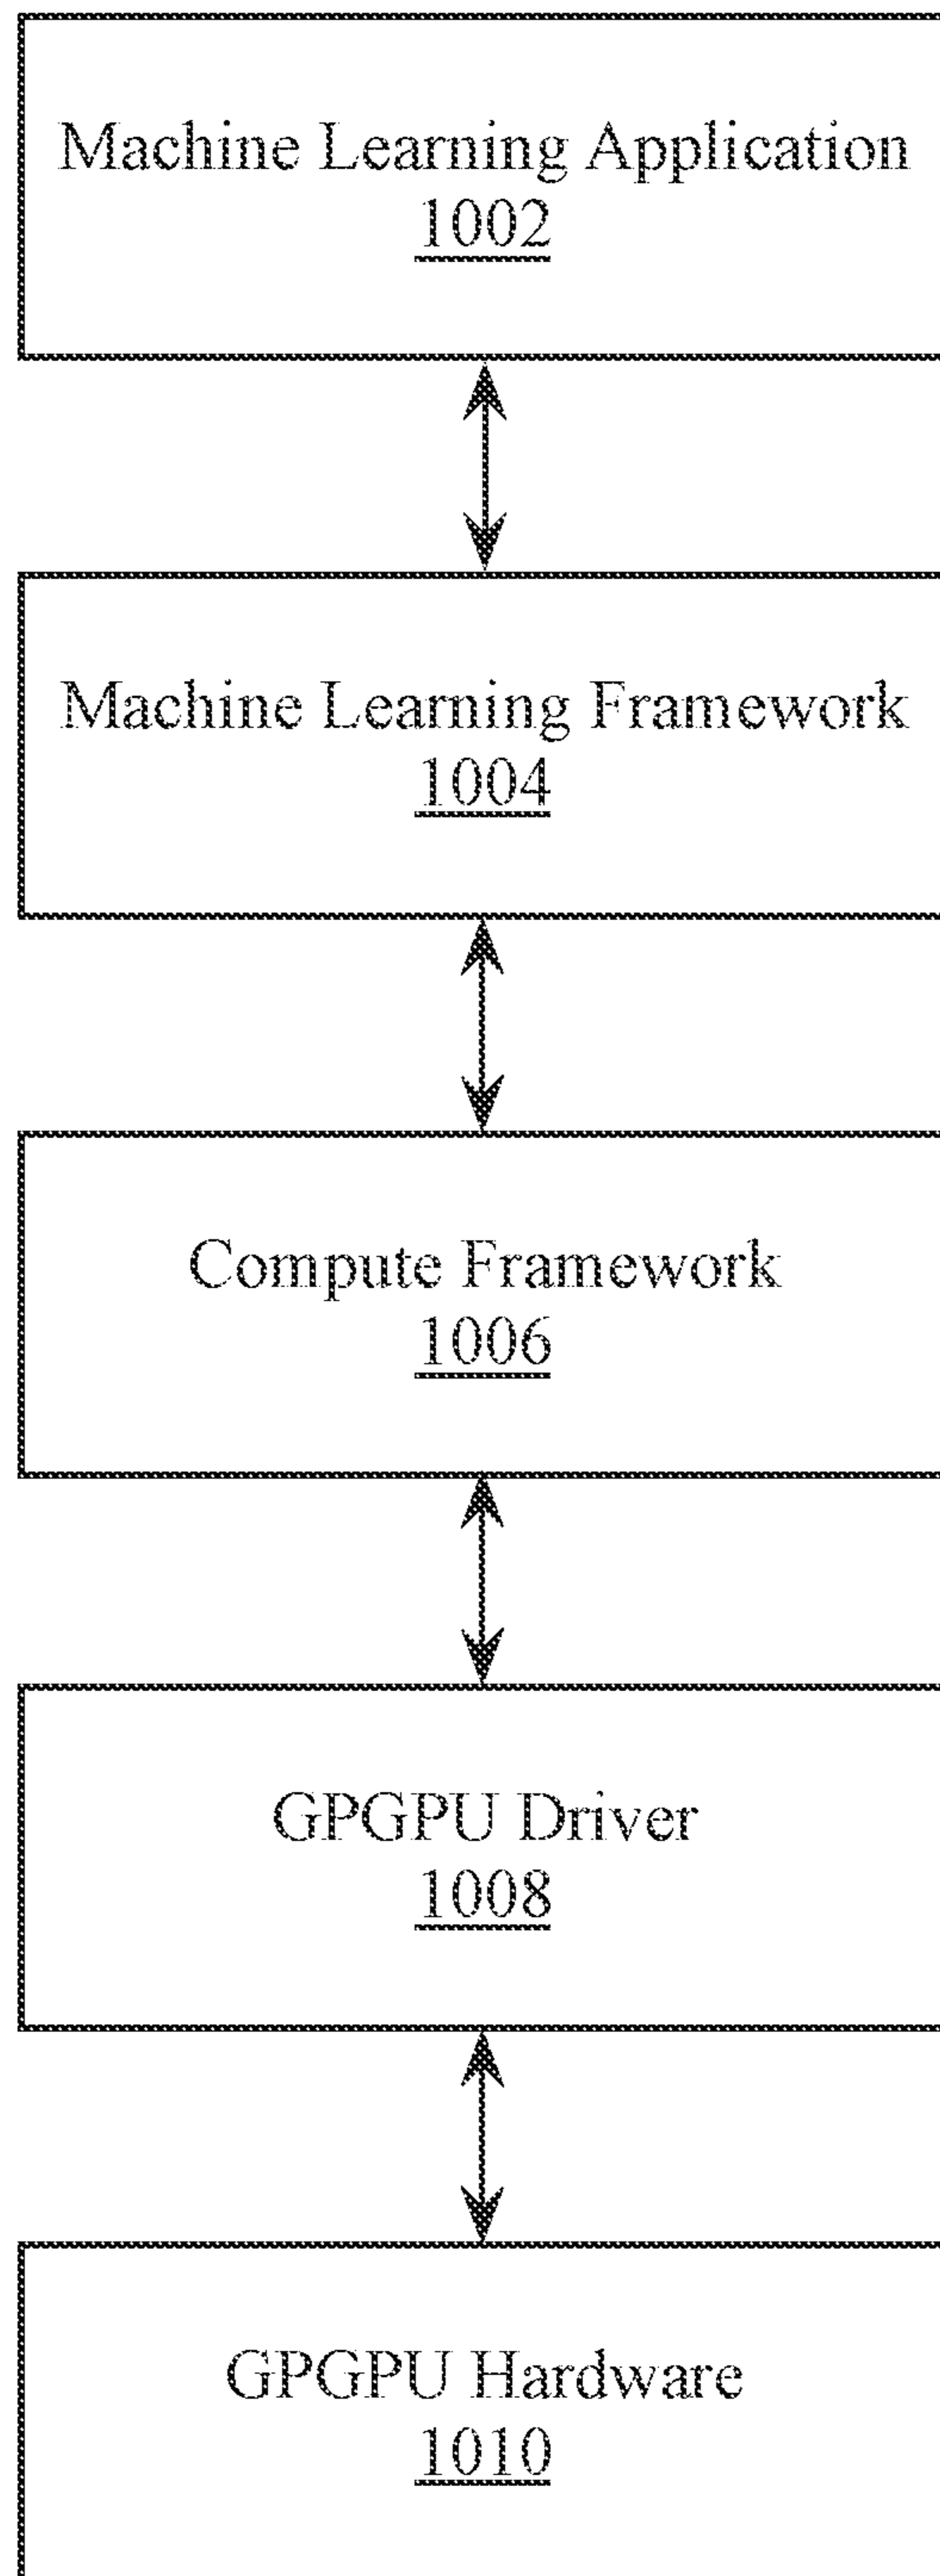 Machine Learning Application
1002
Machine Learning Framework
1004
Compute Framework
1006
GPGPU Driver
1008
GPGPU Hardware
1010